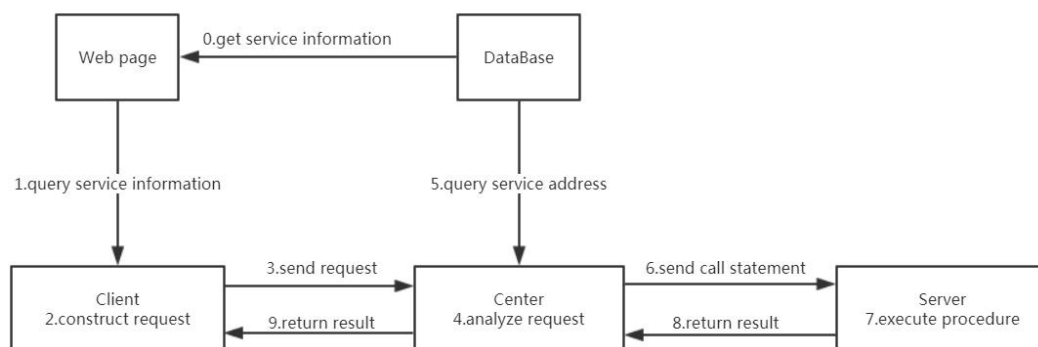 0.get service information
Web page
DataBase
1.query service information
5.query service address
3.send request
6.send call statement
Client
2.construct request
Center
4.analyze request
Server
7.execute procedure
9.return result
8.return result